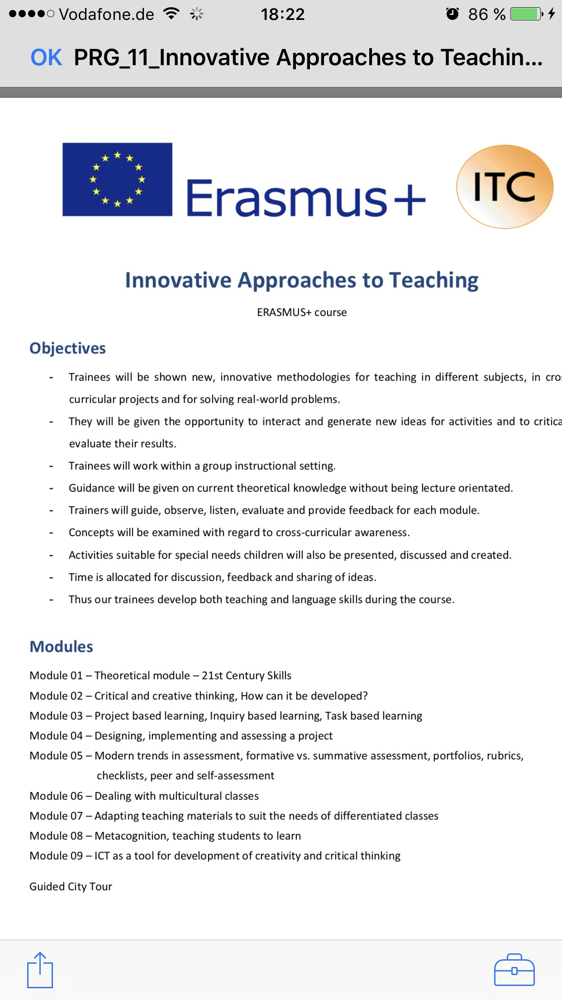 Vodafone.de 18:22 86 %
OK PRG_11_Innovative Approaches to Teachin...
Erasmus+ ITC
Innovative Approaches to Teaching
ERASMUS+ course
Objectives
- Trainees will be shown new, innovative methodologies for teaching in different subjects, in cros
curricular projects and for solving real-world problems.
- They will be given the opportunity to interact and generate new ideas for activities and to critica
evaluate their results.
- Trainees will work within a group instructional setting.
- Guidance will be given on current theoretical knowledge without being lecture orientated.
- Trainers will guide, observe, listen, evaluate and provide feedback for each module.
- Concepts will be examined with regard to cross-curricular awareness.
- Activities suitable for special needs children will also be presented, discussed and created.
- Time is allocated for discussion, feedback and sharing of ideas.
- Thus our trainees develop both teaching and language skills during the course.
Modules
Module 01 – Theoretical module – 21st Century Skills
Module 02 – Critical and creative thinking, How can it be developed?
Module 03 – Project based learning, Inquiry based learning, Task based learning
Module 04 – Designing, implementing and assessing a project
Module 05 – Modern trends in assessment, formative vs. summative assessment, portfolios, rubrics,
checklists, peer and self-assessment
Module 06 – Dealing with multicultural classes
Module 07 – Adapting teaching materials to suit the needs of differentiated classes
Module 08 – Metacognition, teaching students to learn
Module 09 – ICT as a tool for development of creativity and critical thinking
Guided City Tour